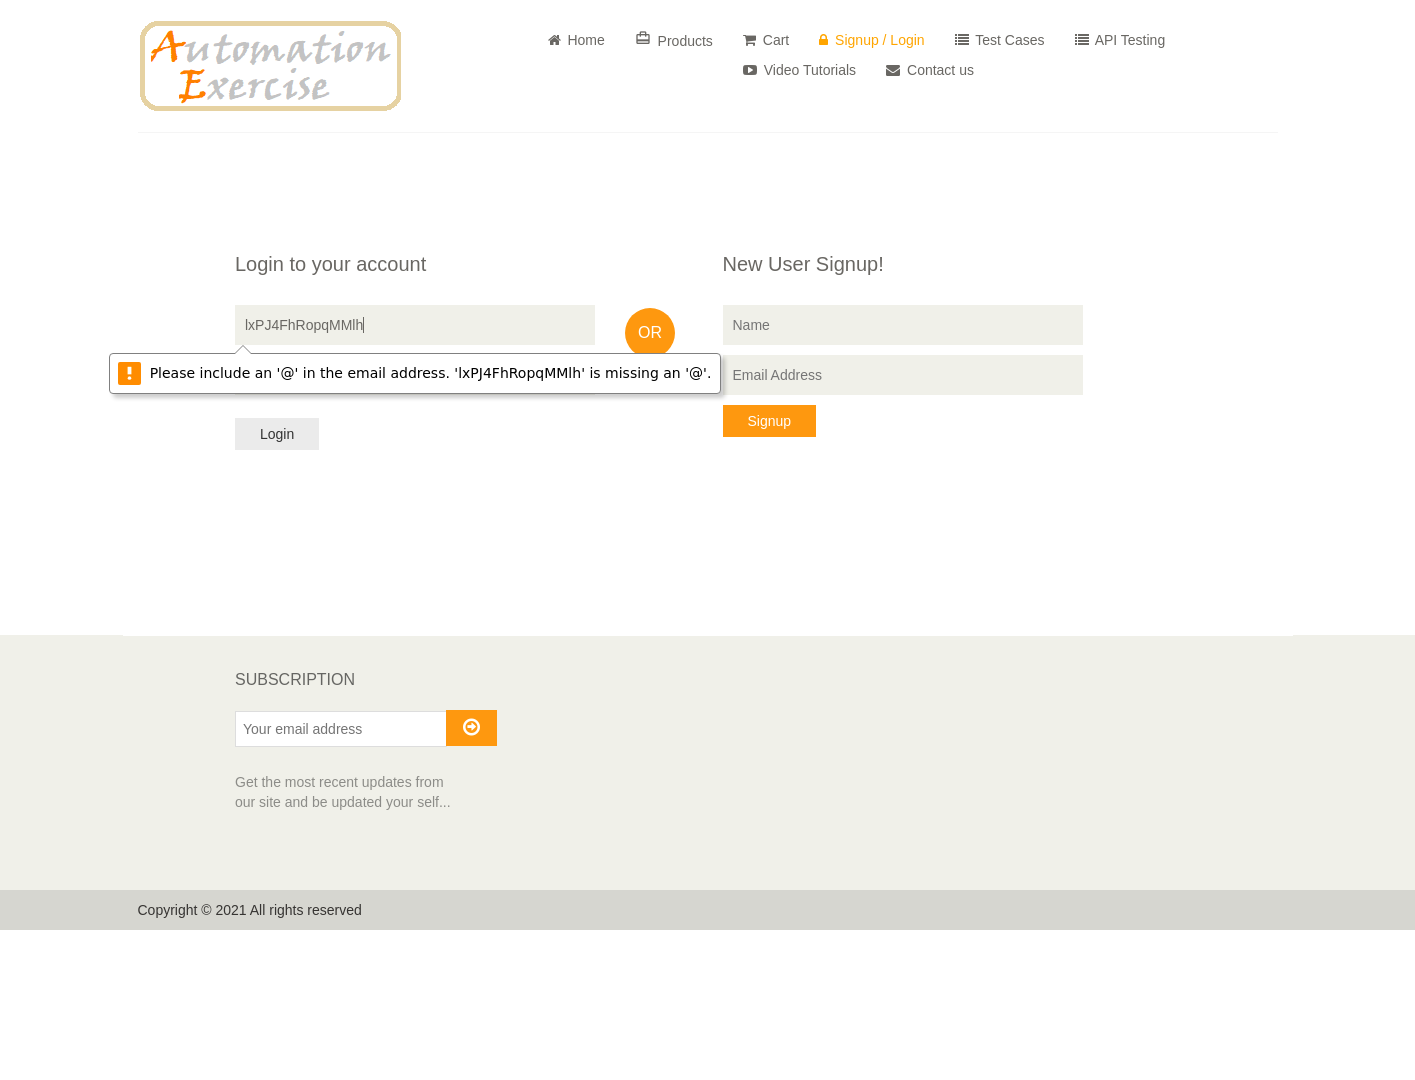 Automation
Exercise
Home
Products
Cart
Signup / Login
Test Cases
API Testing
Video Tutorials
Contact us
Login to your account
lxPJ4FhRopqMMlh
Please include an '@' in the email address. 'lxPJ4FhRopqMMlh' is missing an '@'.
Login
OR
New User Signup!
Name
Email Address
Signup
SUBSCRIPTION
Your email address
Get the most recent updates from
our site and be updated your self...
Copyright © 2021 All rights reserved